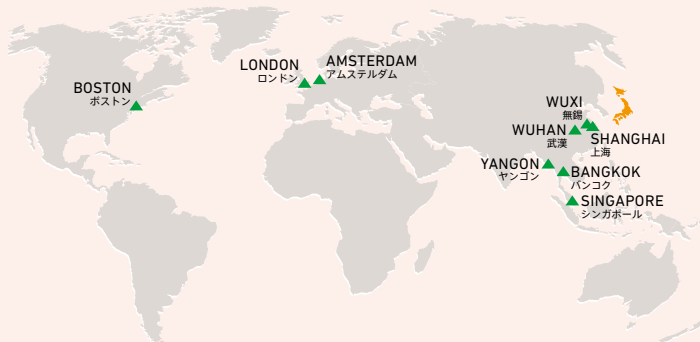 LONDON
ロンドン
AMSTERDAM
アムステルダム
BOSTON
ボストン
WUXI
無錫
WUHAN
武漢
SHANGHAI
上海
YANGON
ヤンゴン
BANGKOK
バンコク
SINGAPORE
シンガポール